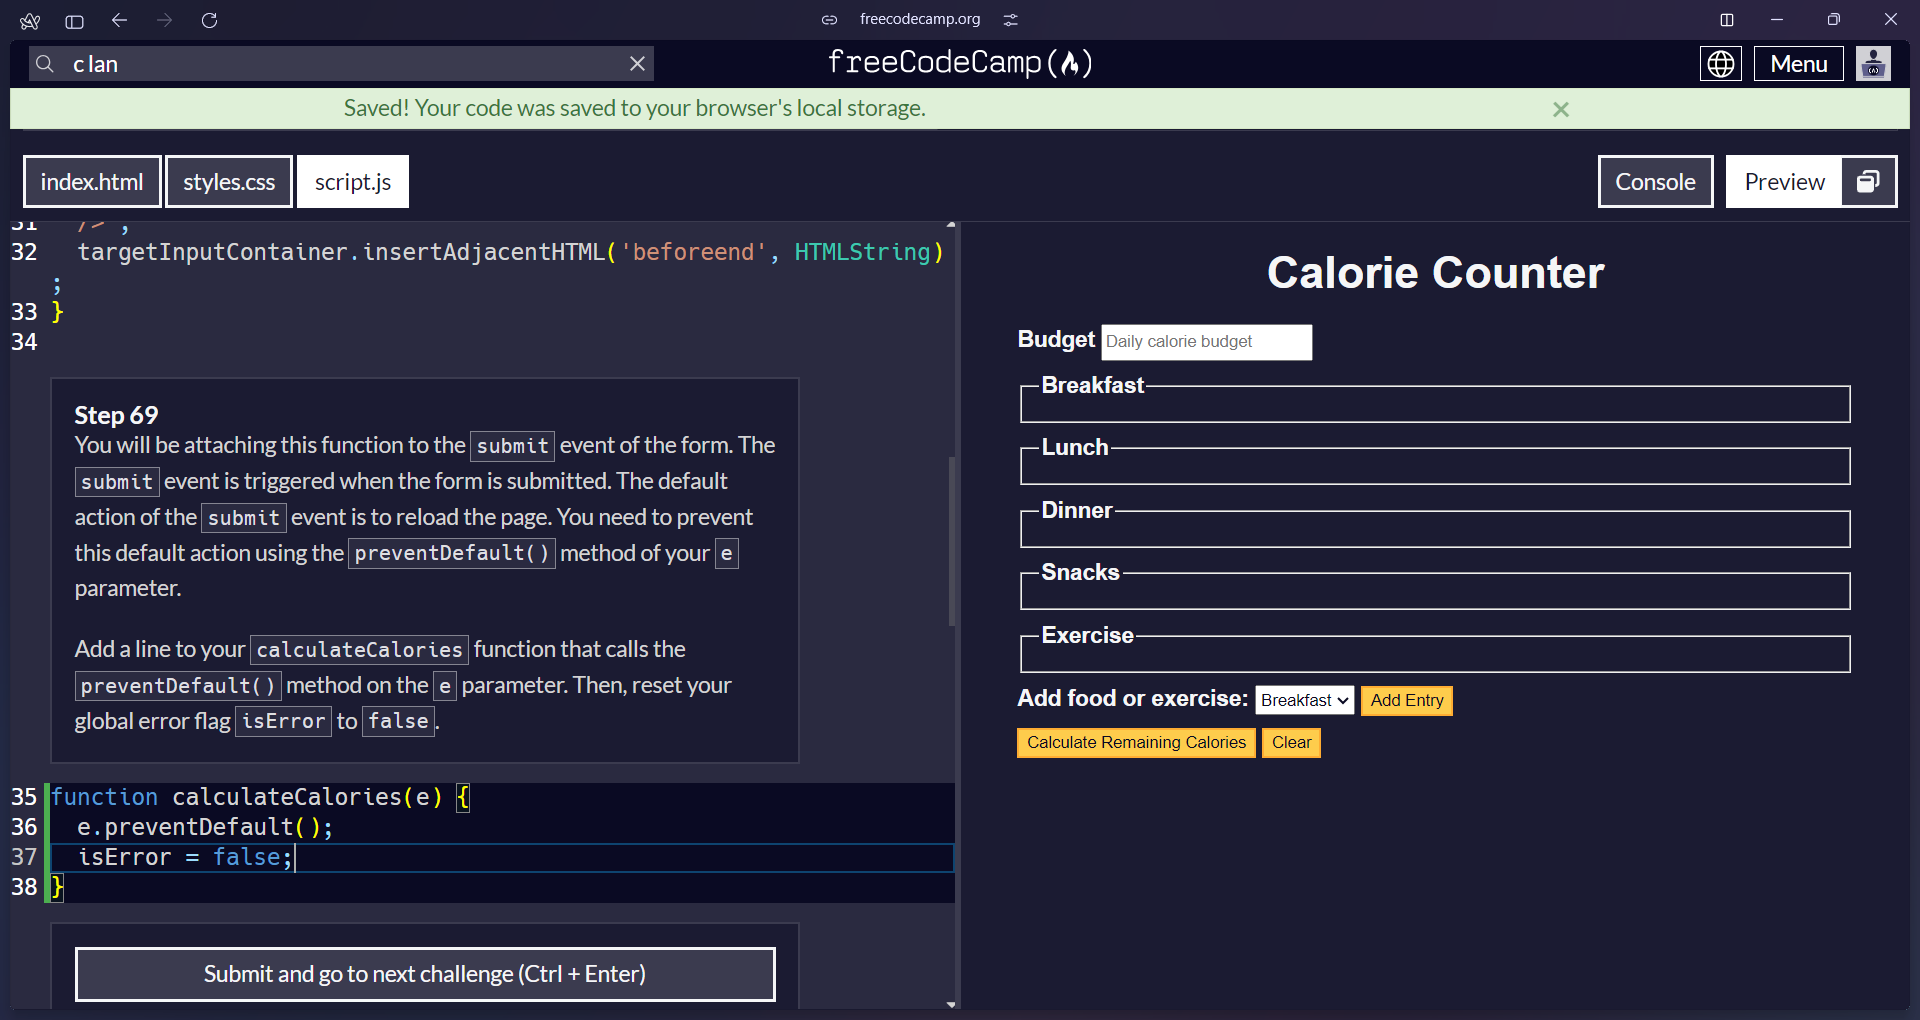 freecodecamp.org
c lan
freeCodeCamp
Menu
Saved! Your code was saved to your browser's local storage.
index.html
styles.css
script.js
Console
Preview
31 />`;
32 targetInputContainer.insertAdjacentHTML('beforeend', HTMLString)
;
33 }
34
Step 69
You will be attaching this function to the submit event of the form. The
submit event is triggered when the form is submitted. The default
action of the submit event is to reload the page. You need to prevent
this default action using the preventDefault() method of your e
parameter.
Add a line to your calculateCalories function that calls the
preventDefault() method on the e parameter. Then, reset your
global error flag isError to false.
35 function calculateCalories(e) {
36 e.preventDefault();
37 isError = false;
38 }
Submit and go to next challenge (Ctrl + Enter)
Calorie Counter
Budget Daily calorie budget
Breakfast
Lunch
Dinner
Snacks
Exercise
Add food or exercise: Breakfast Add Entry
Calculate Remaining Calories Clear